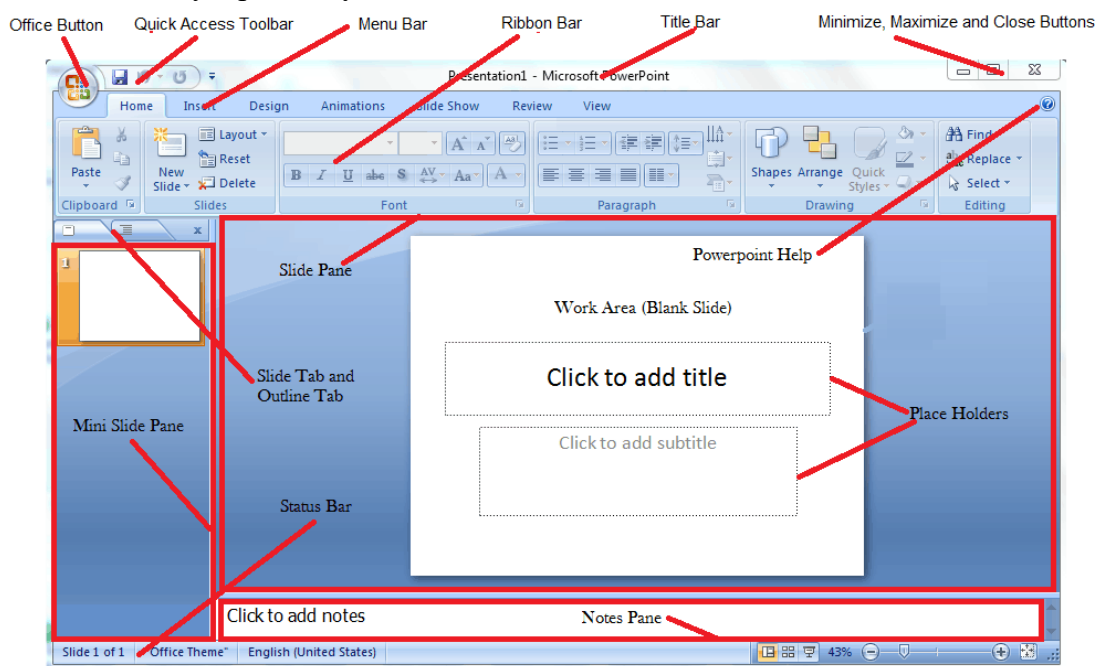 Office Button Quick Access Toolbar Menu Bar Ribbon Bar Title Bar Minimize, Maximize and Close Buttons
Presentation1 - Microsoft PowerPoint
Home Insert Design Animations Slide Show Review View
Paste
New
Slide
Layout
Reset
Delete
B I U abe S AV Aa A
A A
Shapes Arrange Quick
Styles
Find
Replace
Select
Clipboard Slides Font Paragraph Drawing Editing
1
Slide Pane
Powerpoint Help
Work Area (Blank Slide)
Slide Tab and
Outline Tab
Click to add title
Mini Slide Pane
Place Holders
Click to add subtitle
Status Bar
Click to add notes
Notes Pane
Slide 1 of 1 "Office Theme" English (United States) 43%